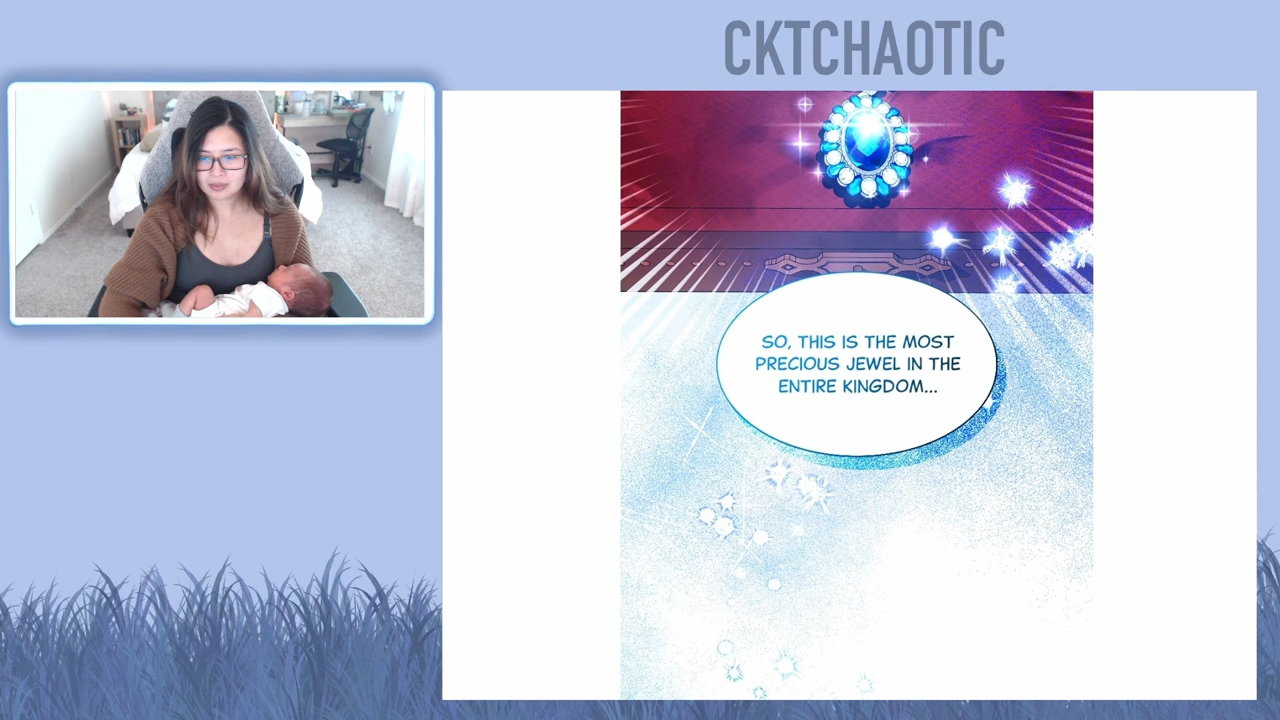 CKTCHAOTIC
SO, THIS IS THE MOST
PRECIOUS JEWEL IN THE
ENTIRE KINGDOM...